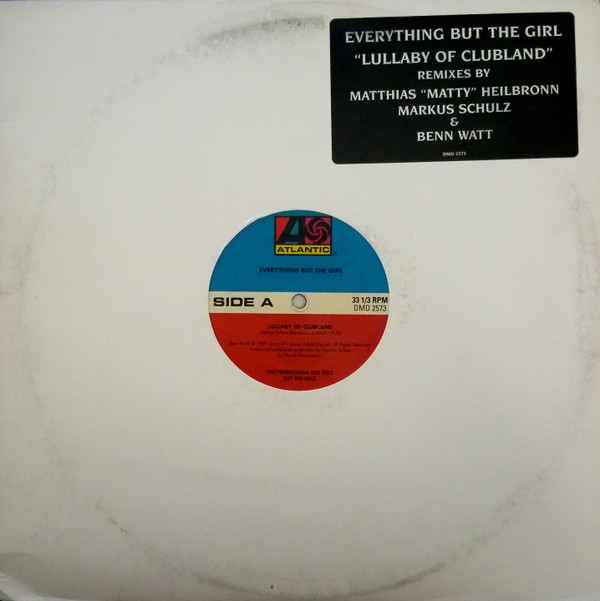 EVERYTHING BUT THE GIRL
"LULLABY OF CLUBLAND"
REMIXES BY
MATTHIAS "MATTY" HEILBRONN
MARKUS SCHULZ
&
BENN WATT
DMD 2573
ATLANTIC
EVERYTHING BUT THE GIRL
SIDE A
33 1/3 RPM
DMD 2573
LULLABY OF CLUBLAND
FOR PROMOTIONAL USE ONLY
NOT FOR SALE